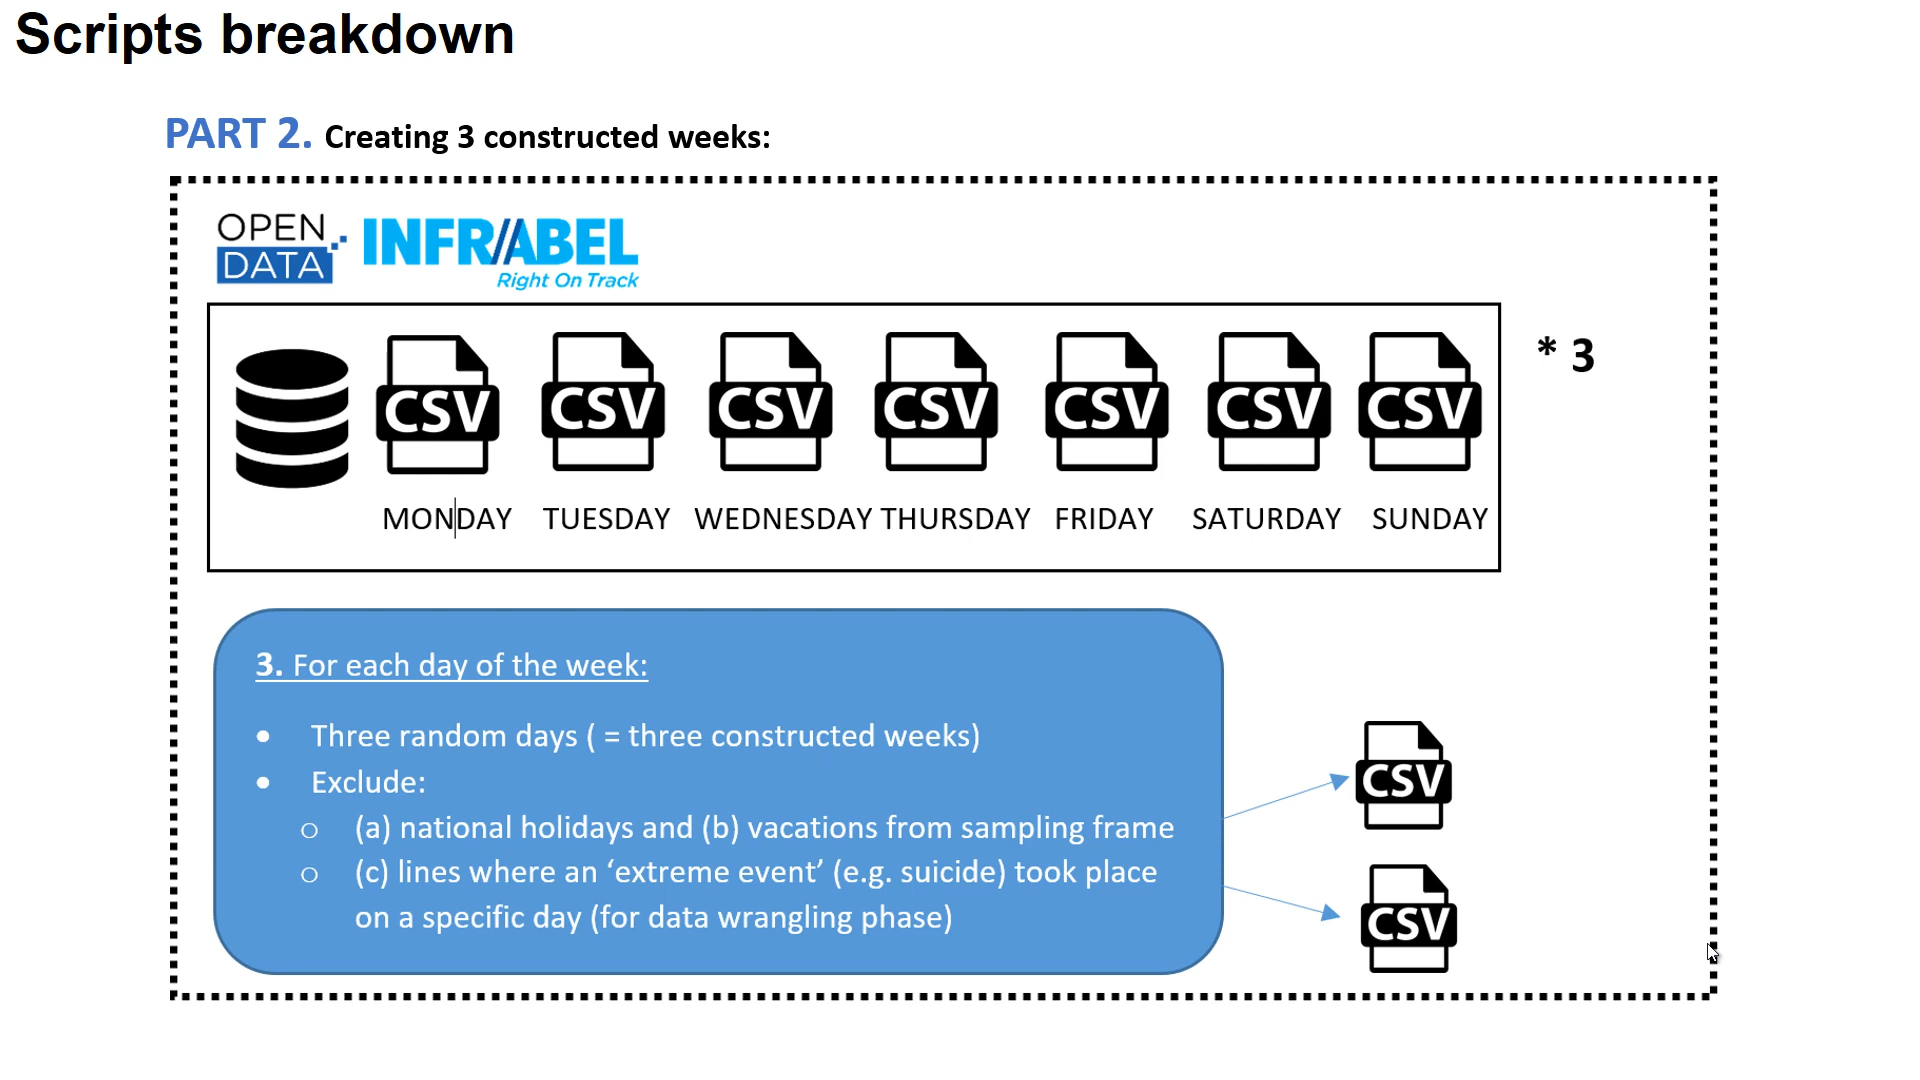 Scripts breakdown
PART 2. Creating 3 constructed weeks:
OPEN
DATA
INFRABEL
Right On Track
CSV CSV CSV CSV CSV CSV CSV
* 3
MONDAY TUESDAY WEDNESDAY THURSDAY FRIDAY SATURDAY SUNDAY
3. For each day of the week:
• Three random days ( = three constructed weeks)
• Exclude:
o (a) national holidays and (b) vacations from sampling frame
o (c) lines where an ‘extreme event’ (e.g. suicide) took place
on a specific day (for data wrangling phase)
CSV
CSV